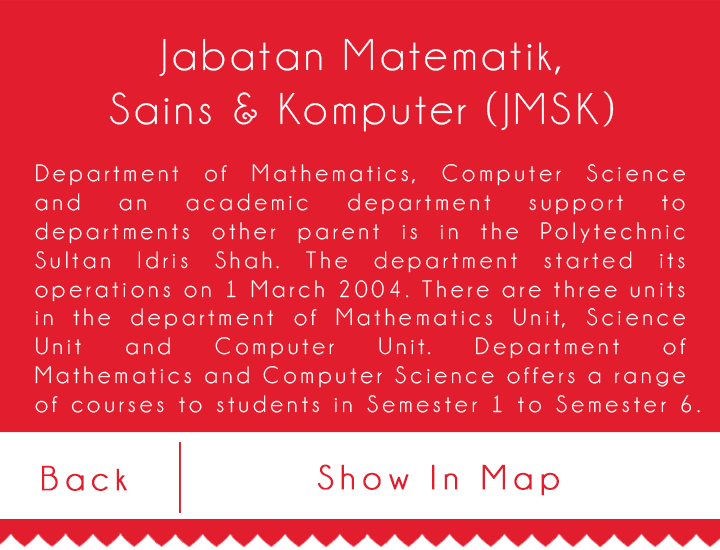 Jabatan Matematik,
Sains & Komputer (JMSK)
Department of Mathematics, Computer Science
and an academic department support to
departments other parent is in the Polytechnic
Sultan Idris Shah. The department started its
operations on 1 March 2004. There are three units
in the department of Mathematics Unit, Science
Unit and Computer Unit. Department of
Mathematics and Computer Science offers a range
of courses to students in Semester 1 to Semester 6.
Back
Show In Map